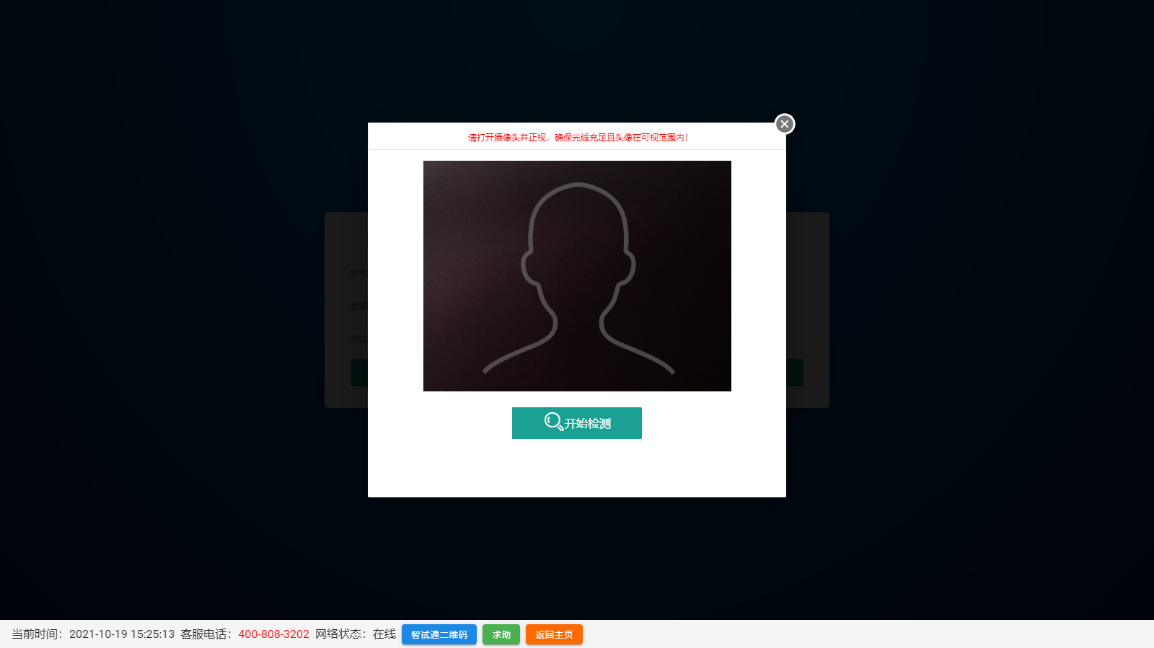 请打开摄像头并正视，确保光线充足且头像在可视范围内！
开始检测
当前时间：2021-10-19 15:25:13 客服电话：400-808-3202 网络状态：在线 智试通二维码 求助 返回主页